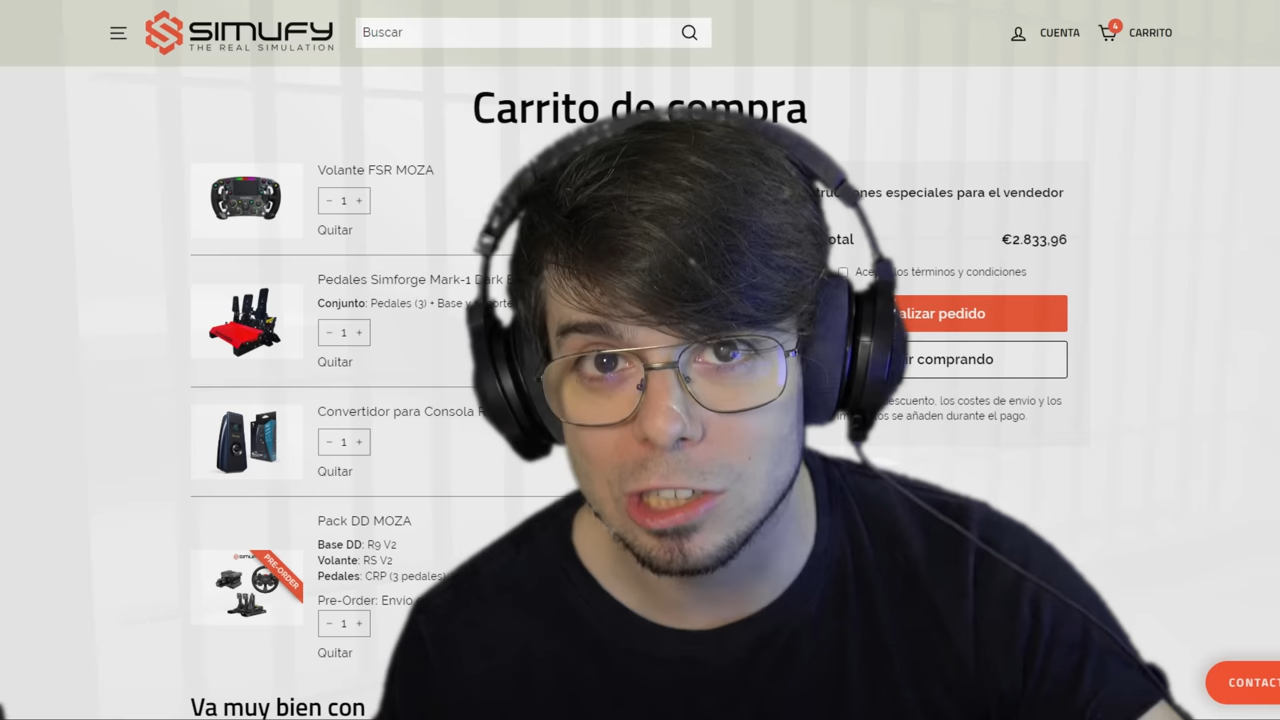 SIMUFY
THE REAL SIMULATION
Buscar
CUENTA
4
CARRITO
Carrito de compra
Volante FSR MOZA
− 1 +
Quitar
Pedales Simforge Mark-1 Dark
Conjunto: Pedales (3) + Base
− 1 +
Quitar
Convertidor para Consola
− 1 +
Quitar
Pack DD MOZA
Base DD: R9 V2
Volante: RS V2
Pedales: CRP (3 pedales)
Pre-Order: Envío
− 1 +
Quitar
PRE-ORDER
Va muy bien con
especiales para el vendedor
€2.833,96
los términos y condiciones
pedido
comprando
los costes de envío y los
se añaden durante el pago.